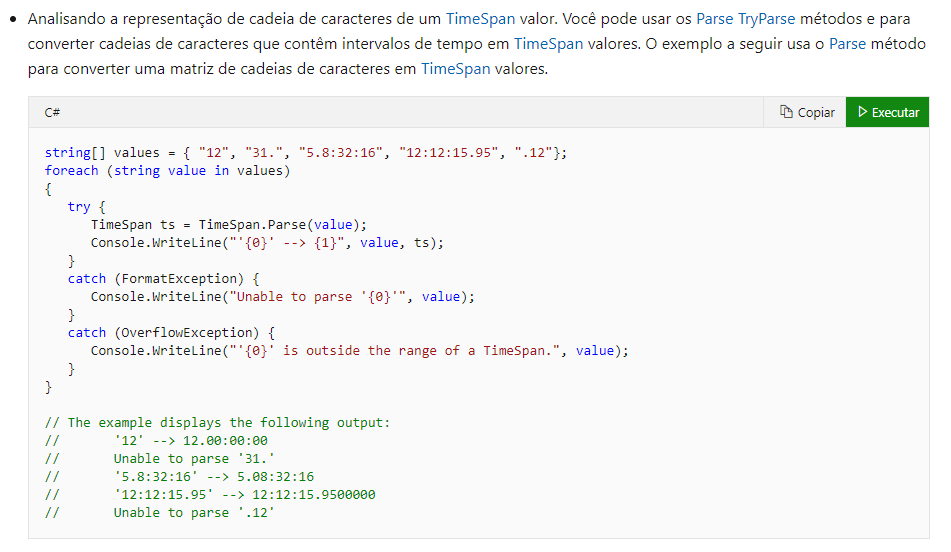 Analisando a representação de cadeia de caracteres de um TimeSpan valor. Você pode usar os Parse TryParse métodos e para
converter cadeias de caracteres que contêm intervalos de tempo em TimeSpan valores. O exemplo a seguir usa o Parse método
para converter uma matriz de cadeias de caracteres em TimeSpan valores.
C#
Copiar
Executar
string[] values = { "12", "31.", "5.8:32:16", "12:12:15.95", ".12"};
foreach (string value in values)
{
   try {
      TimeSpan ts = TimeSpan.Parse(value);
      Console.WriteLine("'{0}' --> {1}", value, ts);
   }
   catch (FormatException) {
      Console.WriteLine("Unable to parse '{0}'", value);
   }
   catch (OverflowException) {
      Console.WriteLine("'{0}' is outside the range of a TimeSpan.", value);
   }
}
// The example displays the following output:
//       '12' --> 12.00:00:00
//       Unable to parse '31.'
//       '5.8:32:16' --> 5.08:32:16
//       '12:12:15.95' --> 12:12:15.9500000
//       Unable to parse '.12'